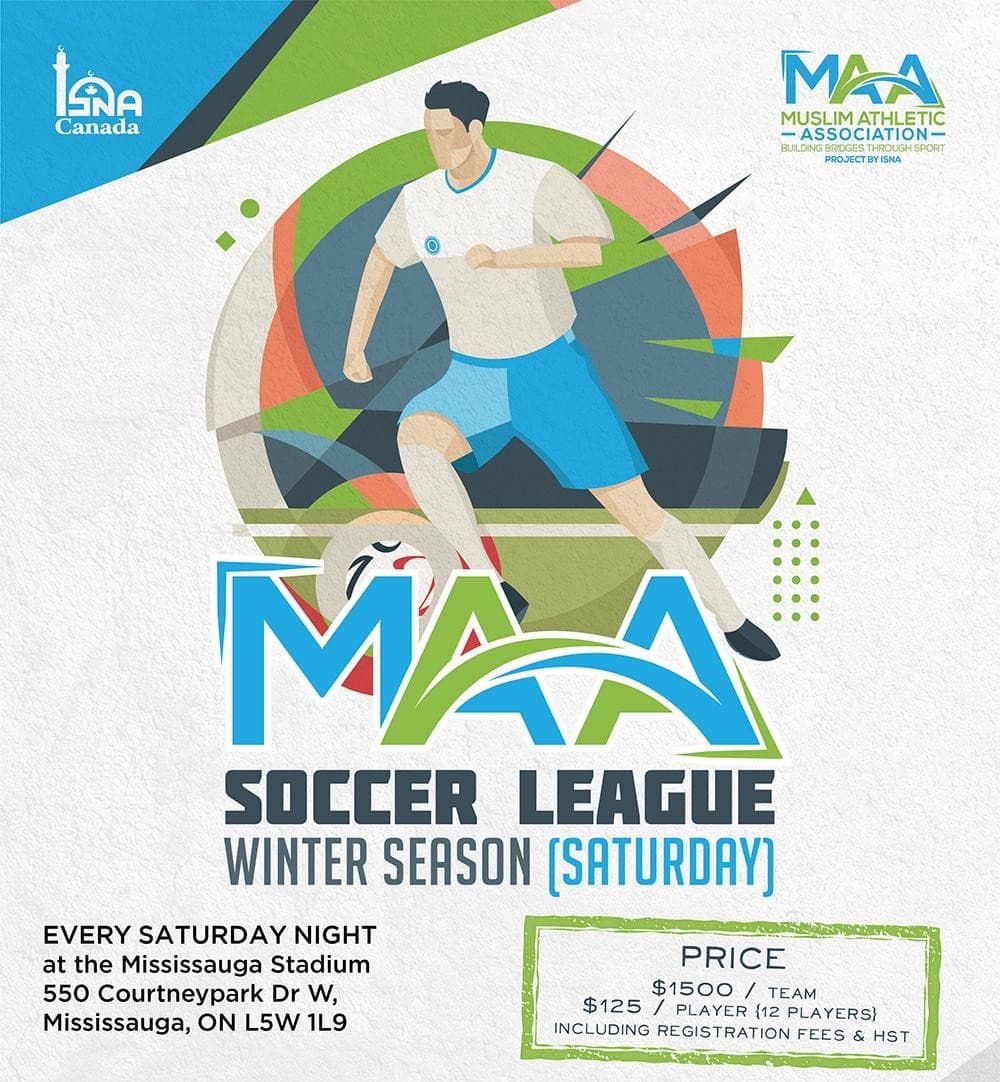 ISNA
Canada
MAA
MUSLIM ATHLETIC
ASSOCIATION
BUILDING BRIDGES THROUGH SPORT
PROJECT BY ISNA
MAA
SOCCER LEAGUE
WINTER SEASON (SATURDAY)
EVERY SATURDAY NIGHT
at the Mississauga Stadium
550 Courtneypark Dr W,
Mississauga, ON L5W 1L9
PRICE
$1500 / TEAM
$125 / PLAYER {12 PLAYERS}
INCLUDING REGISTRATION FEES & HST